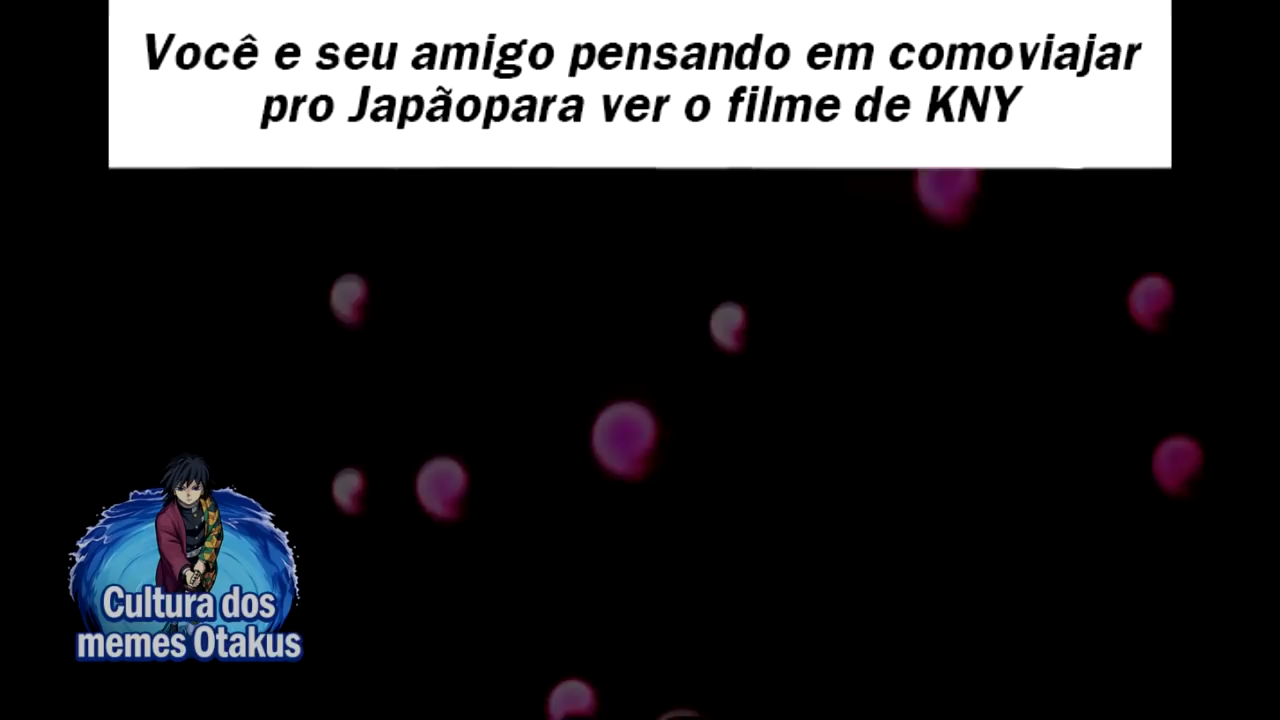 Você e seu amigo pensando em comoviajar
pro Japãopara ver o filme de KNY
Cultura dos
memes Otakus